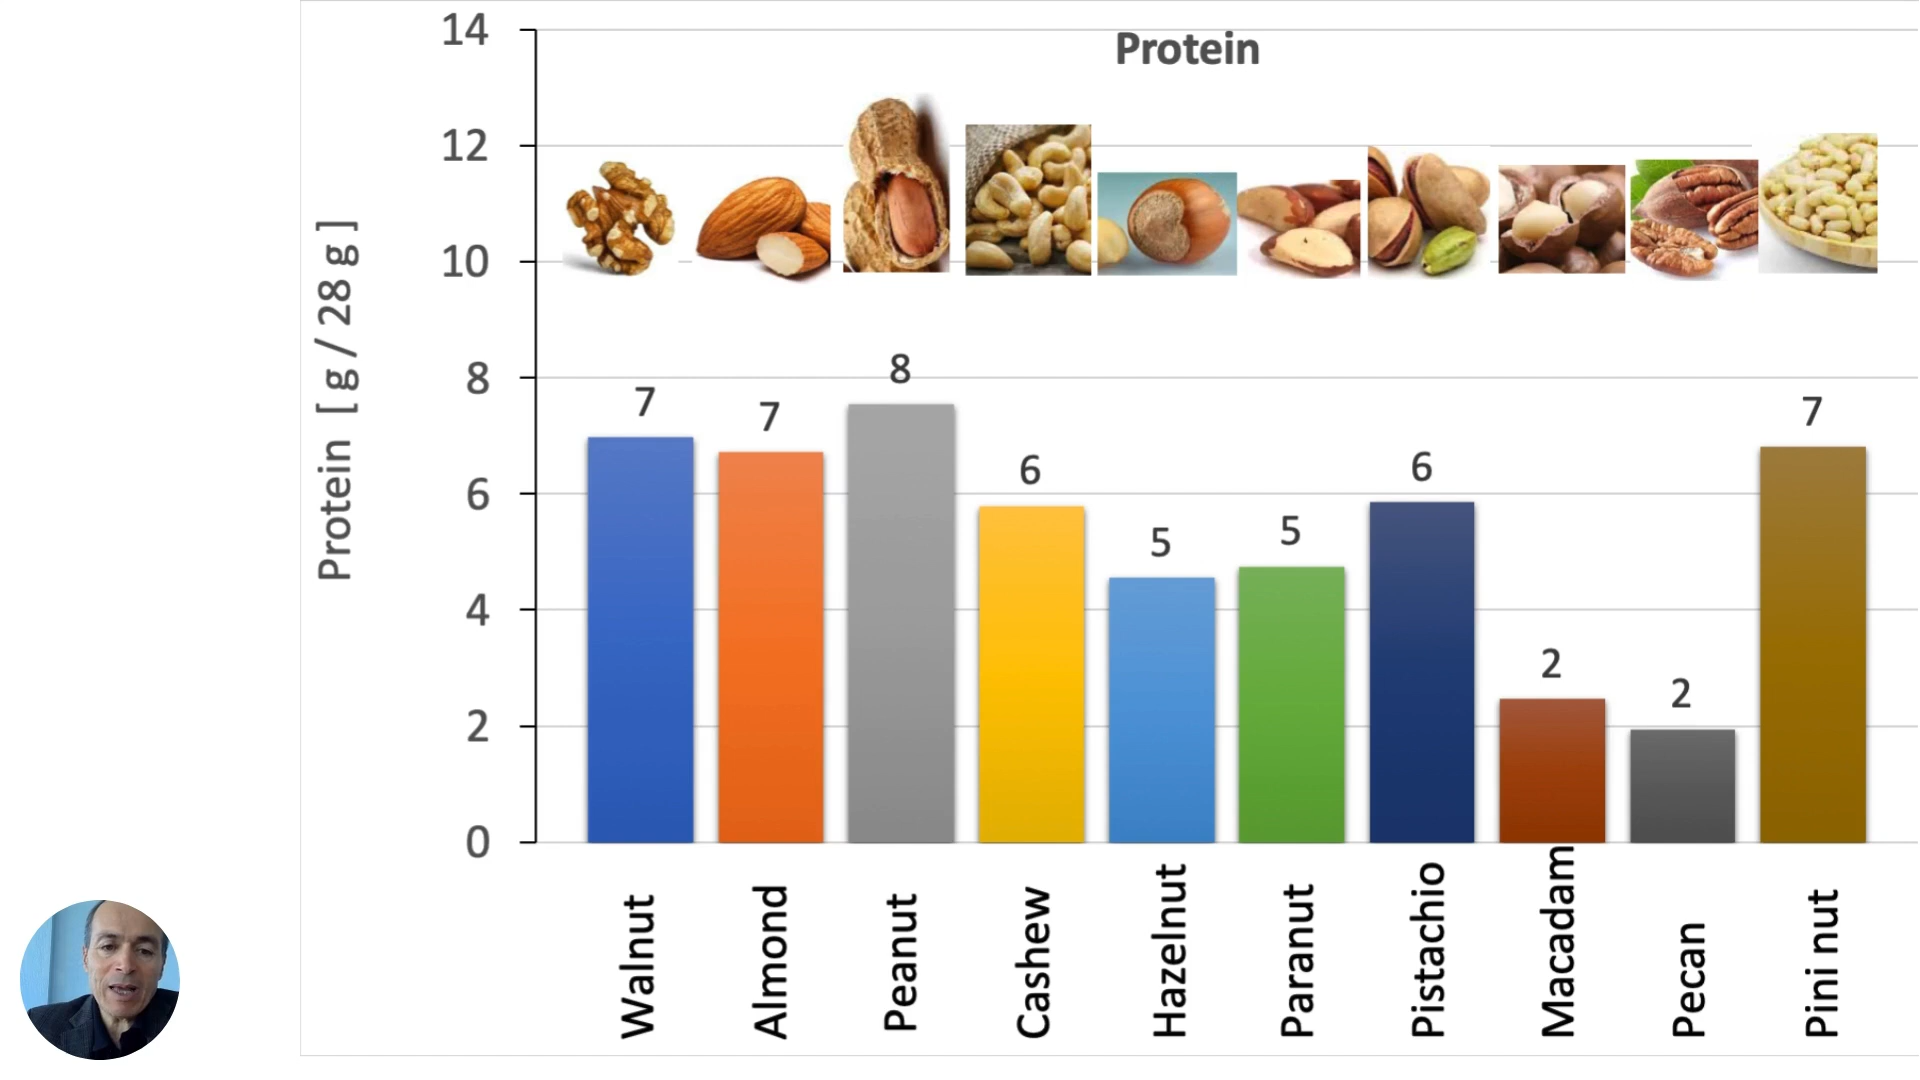 Protein
Protein [ g / 28 g ]
14
12
10
8
6
4
2
0
7
7
8
6
5
5
6
2
2
7
Walnut
Almond
Peanut
Cashew
Hazelnut
Paranut
Pistachio
Macadam
Pecan
Pini nut